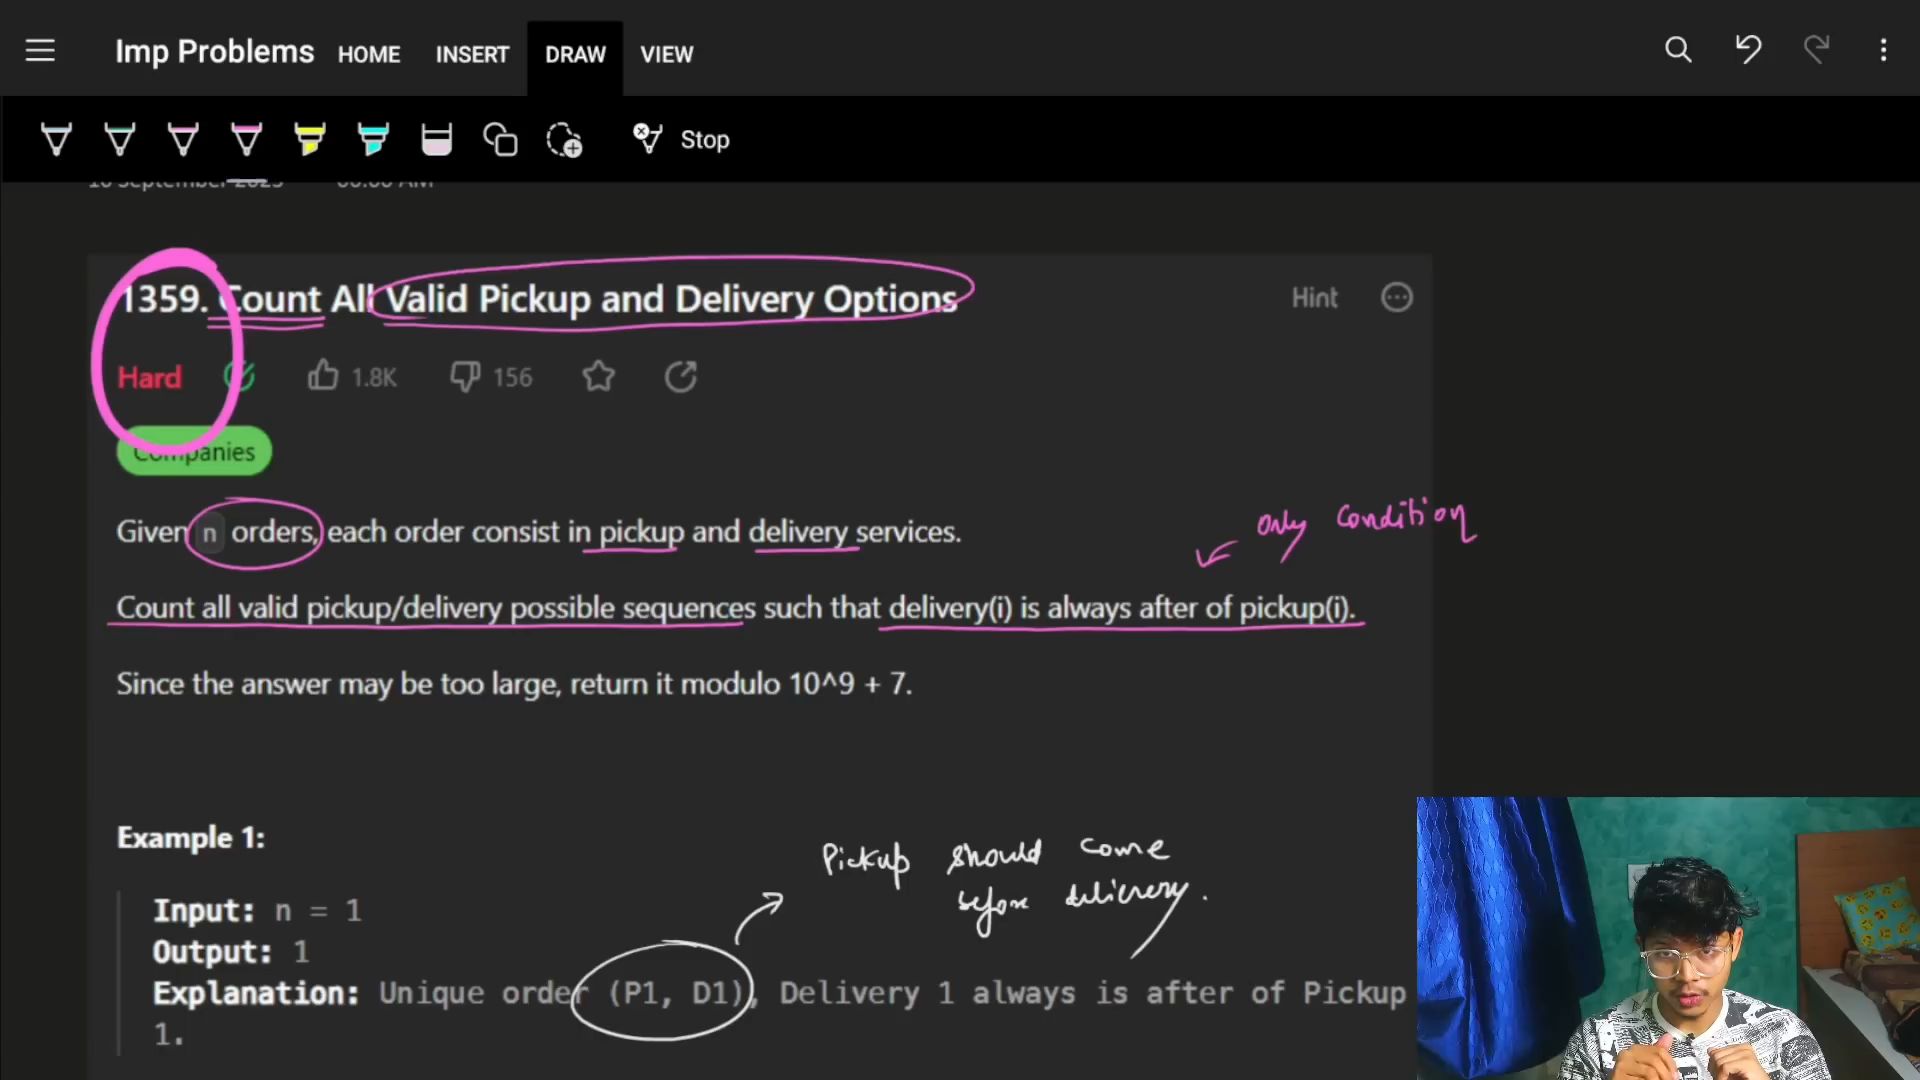 Imp Problems HOME INSERT DRAW VIEW
Stop
1359. Count All Valid Pickup and Delivery Options
Hint
Hard 1.8K 156
Companies
Given n orders, each order consist in pickup and delivery services.
only condition
Count all valid pickup/delivery possible sequences such that delivery(i) is always after of pickup(i).
Since the answer may be too large, return it modulo 10^9 + 7.
Example 1:
Pickup should come
before delivery.
Input: n = 1
Output: 1
Explanation: Unique order (P1, D1), Delivery 1 always is after of Pickup
1.